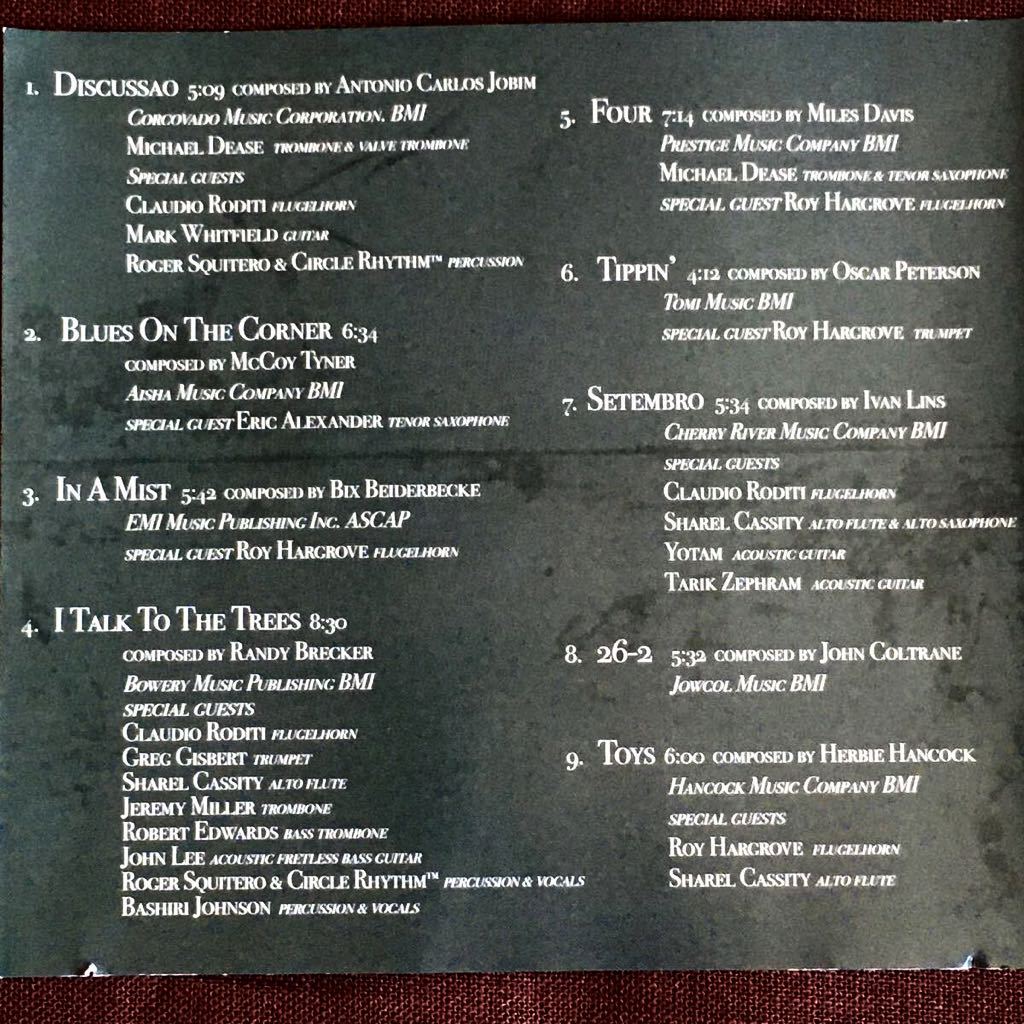 1. Discussao 5:09 composed by Antonio Carlos Jobim
Corcovado Music Corporation. BMI
Michael Dease trombone & valve trombone
Special guests
Claudio Roditi flugelhorn
Mark Whitfield guitar
Roger Squitero & Circle Rhythm™ percussion
2. Blues On The Corner 6:34
composed by McCoy Tyner
Aisha Music Company BMI
special guest Eric Alexander tenor saxophone
3. In A Mist 5:42 composed by Bix Beiderbecke
EMI Music Publishing Inc. ASCAP
special guest Roy Hargrove flugelhorn
4. I Talk To The Trees 8:30
composed by Randy Brecker
Bowery Music Publishing BMI
special guests
Claudio Roditi flugelhorn
Greg Gisbert trumpet
Sharel Cassity alto flute
Jeremy Miller trombone
Robert Edwards bass trombone
John Lee acoustic fretless bass guitar
Roger Squitero & Circle Rhythm™ percussion & vocals
Bashiri Johnson percussion & vocals
5. Four 7:14 composed by Miles Davis
Prestige Music Company BMI
Michael Dease trombone & tenor saxophone
special guest Roy Hargrove flugelhorn
6. Tippin' 4:12 composed by Oscar Peterson
Tomi Music BMI
special guest Roy Hargrove trumpet
7. Setembro 5:34 composed by Ivan Lins
Cherry River Music Company BMI
special guests
Claudio Roditi flugelhorn
Sharel Cassity alto flute & alto saxophone
Yotam acoustic guitar
Tarik Zephram acoustic guitar
8. 26-2 5:32 composed by John Coltrane
Jowcol Music BMI
9. Toys 6:00 composed by Herbie Hancock
Hancock Music Company BMI
special guests
Roy Hargrove flugelhorn
Sharel Cassity alto flute